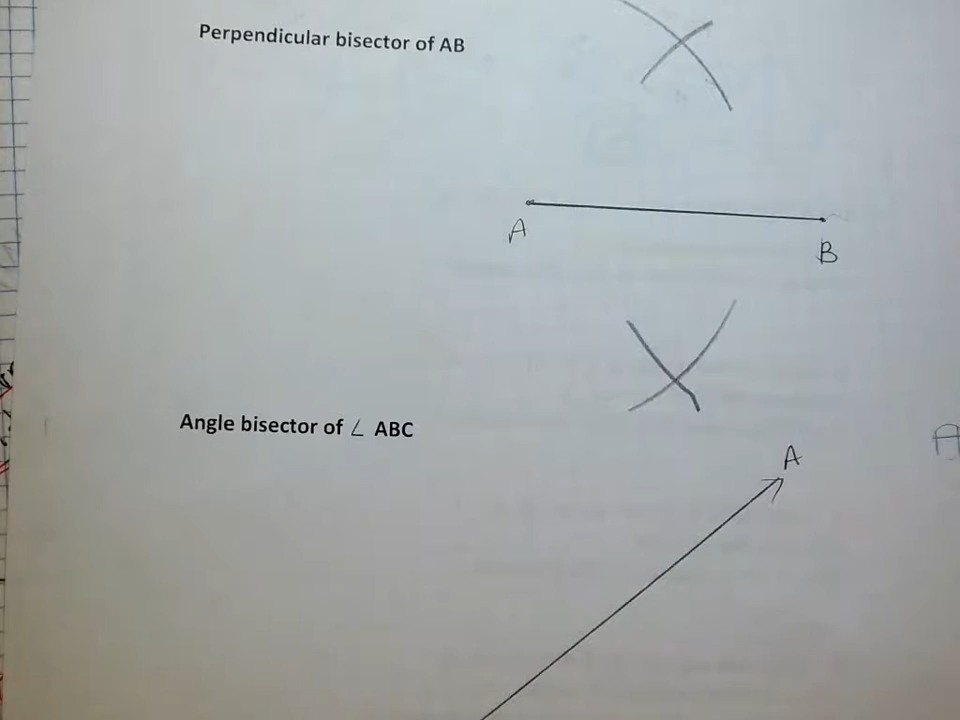 Perpendicular bisector of AB
A
B
Angle bisector of ∠ ABC
A
A